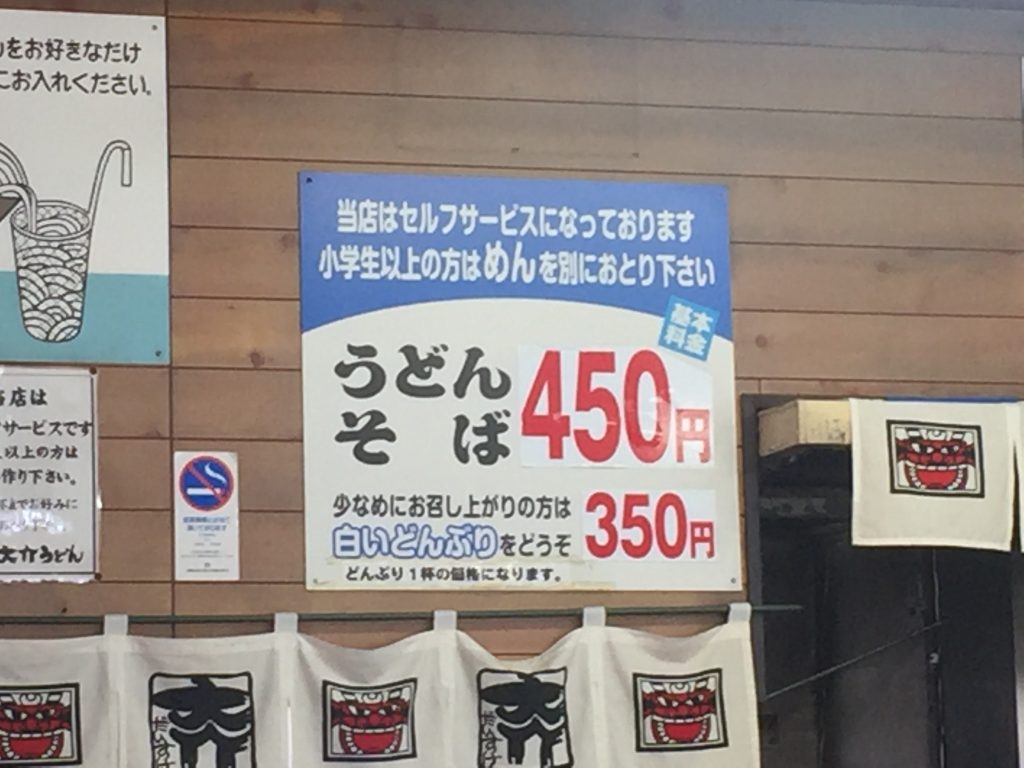 をお好きなだけ
にお入れください。
当店はセルフサービスになっております
小学生以上の方はめんを別におとり下さい
基本
料金
うどん
そば
450円
少なめにお召し上がりの方は
白いどんぶりをどうぞ
350円
どんぶり1杯の価格になります。
店は
サービスです
以上の方は
作り下さい。